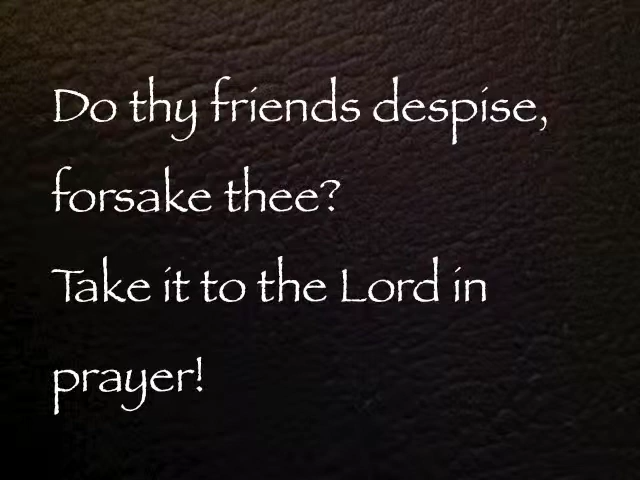 Do thy friends despise,
forsake thee?
Take it to the Lord in
prayer!